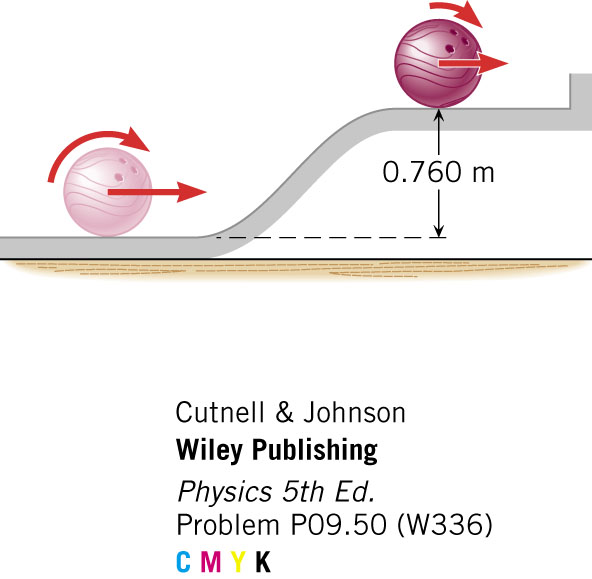 0.760 m
Cutnell & Johnson
Wiley Publishing
Physics 5th Ed.
Problem P09.50 (W336)
C M Y K